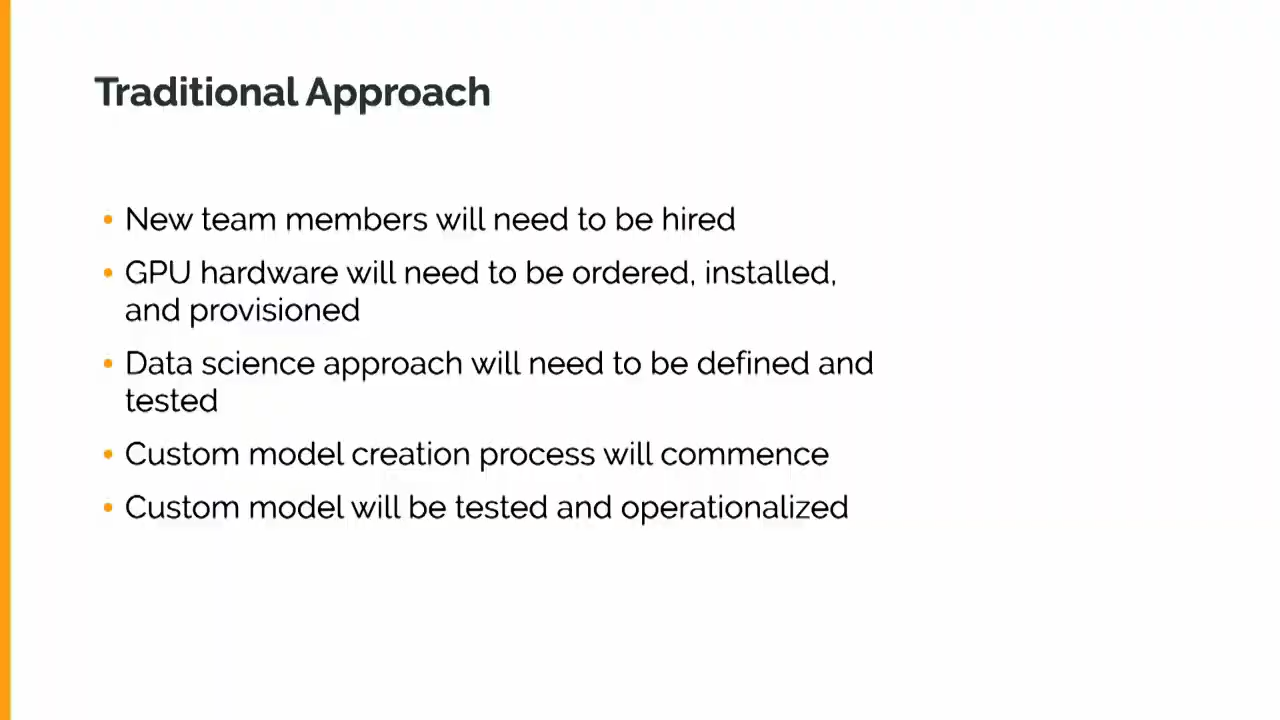 Traditional Approach
• New team members will need to be hired
• GPU hardware will need to be ordered, installed,
and provisioned
• Data science approach will need to be defined and
tested
• Custom model creation process will commence
• Custom model will be tested and operationalized